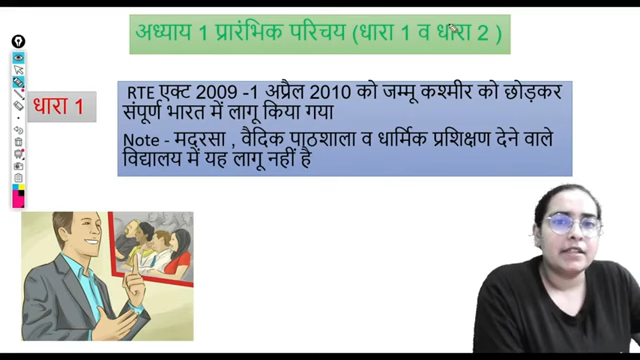 अध्याय 1 प्रारंभिक परिचय (धारा 1 व धारा 2 )
धारा 1
RTE एक्ट 2009 -1 अप्रैल 2010 को जम्मू कश्मीर को छोड़कर
संपूर्ण भारत में लागू किया गया
Note - मदरसा , वैदिक पाठशाला व धार्मिक प्रशिक्षण देने वाले
विद्यालय में यह लागू नहीं है